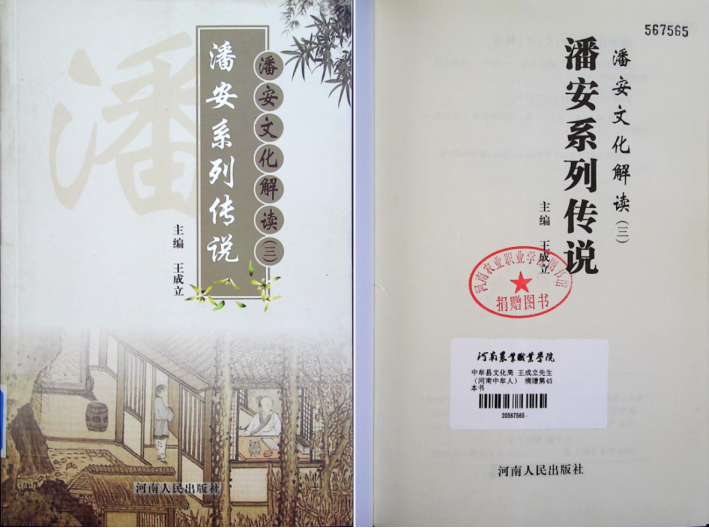 潘
潘安文化解读(三)
潘安系列传说
主编 王成立
河南人民出版社
567565
潘安文化解读(三)
潘安系列传说
主编 王成立
河南农业职业学院图书馆
捐赠图书
河南农业职业学院
中牟县文化局 王成立先生
(河南中牟人) 捐赠第45
本书
20567565
河南人民出版社